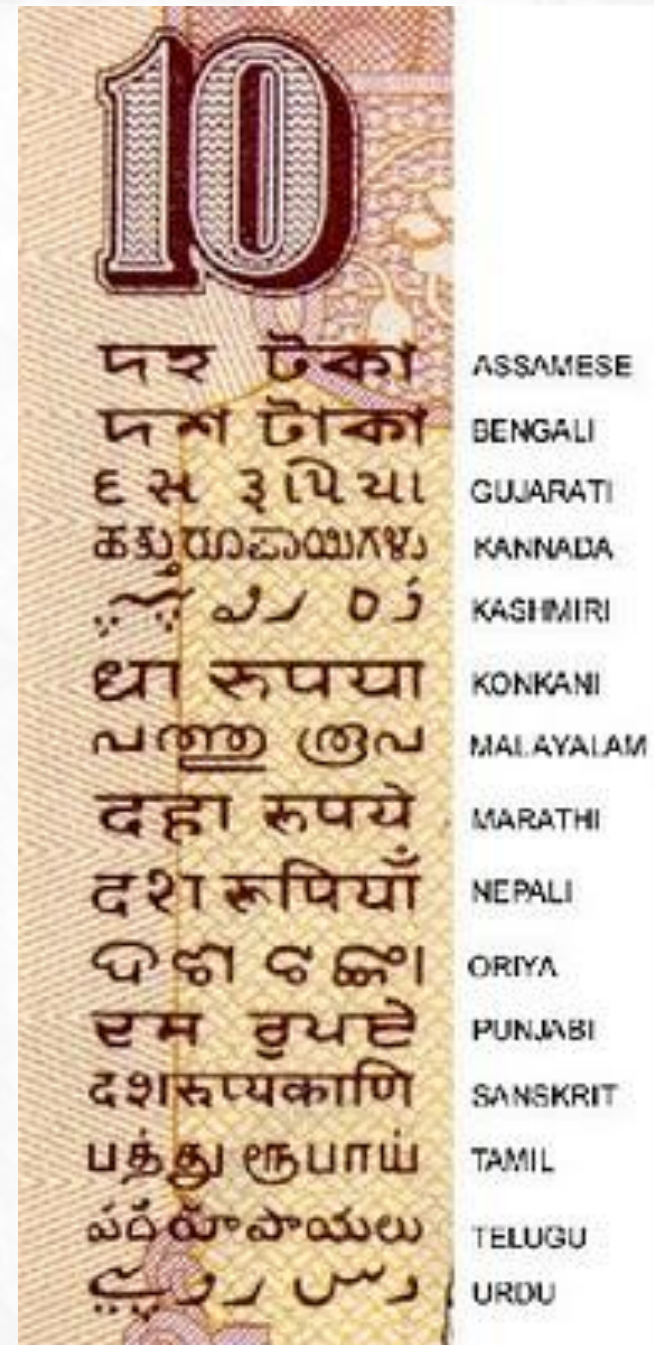 10
দহ টকা ASSAMESE
দশ টাকা BENGALI
દસ રૂપિયા GUJARATI
ಹತ್ತು ರೂಪಾಯಿಗಳು KANNADA
KASHMIRI
धा रुपया KONKANI
പത്തു രൂപ MALAYALAM
दहा रुपये MARATHI
दश रूपियाँ NEPALI
ଦଶ ଟଙ୍କା ORIYA
ਦਸ ਰੁਪਏ PUNJABI
दशरुप्यकाणि SANSKRIT
பத்து ரூபாய் TAMIL
పది రూపాయలు TELUGU
دس روپیے URDU